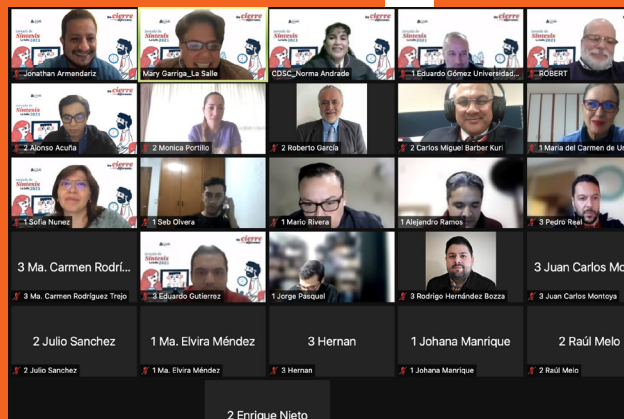 Jonathan Armendariz
Mary Garriga_La Salle
CDSC_Norma Andrade
1 Eduardo Gómez Universidad...
ROBERT
2 Alonso Acuña
2 Monica Portillo
2 Roberto García
2 Carlos Miguel Barber Kuri
1 Maria del Carmen de Ur
1 Sofia Nunez
1 Seb Olvera
1 Mario Rivera
1 Alejandro Ramos
3 Pedro Real
3 Ma. Carmen Rodrí...
3 Ma. Carmen Rodríguez Trejo
3 Eduardo Gutierrez
1 Jorge Pasquel
3 Rodrigo Hernández Bozza
3 Juan Carlos Mo
3 Juan Carlos Montoya
2 Julio Sanchez
1 Ma. Elvira Méndez
3 Hernan
1 Johana Manrique
2 Raúl Melo
2 Julio Sanchez
1 Ma. Elvira Méndez
3 Hernan
1 Johana Manrique
2 Raúl Melo
2 Enrique Nieto
Síntesis
cierre